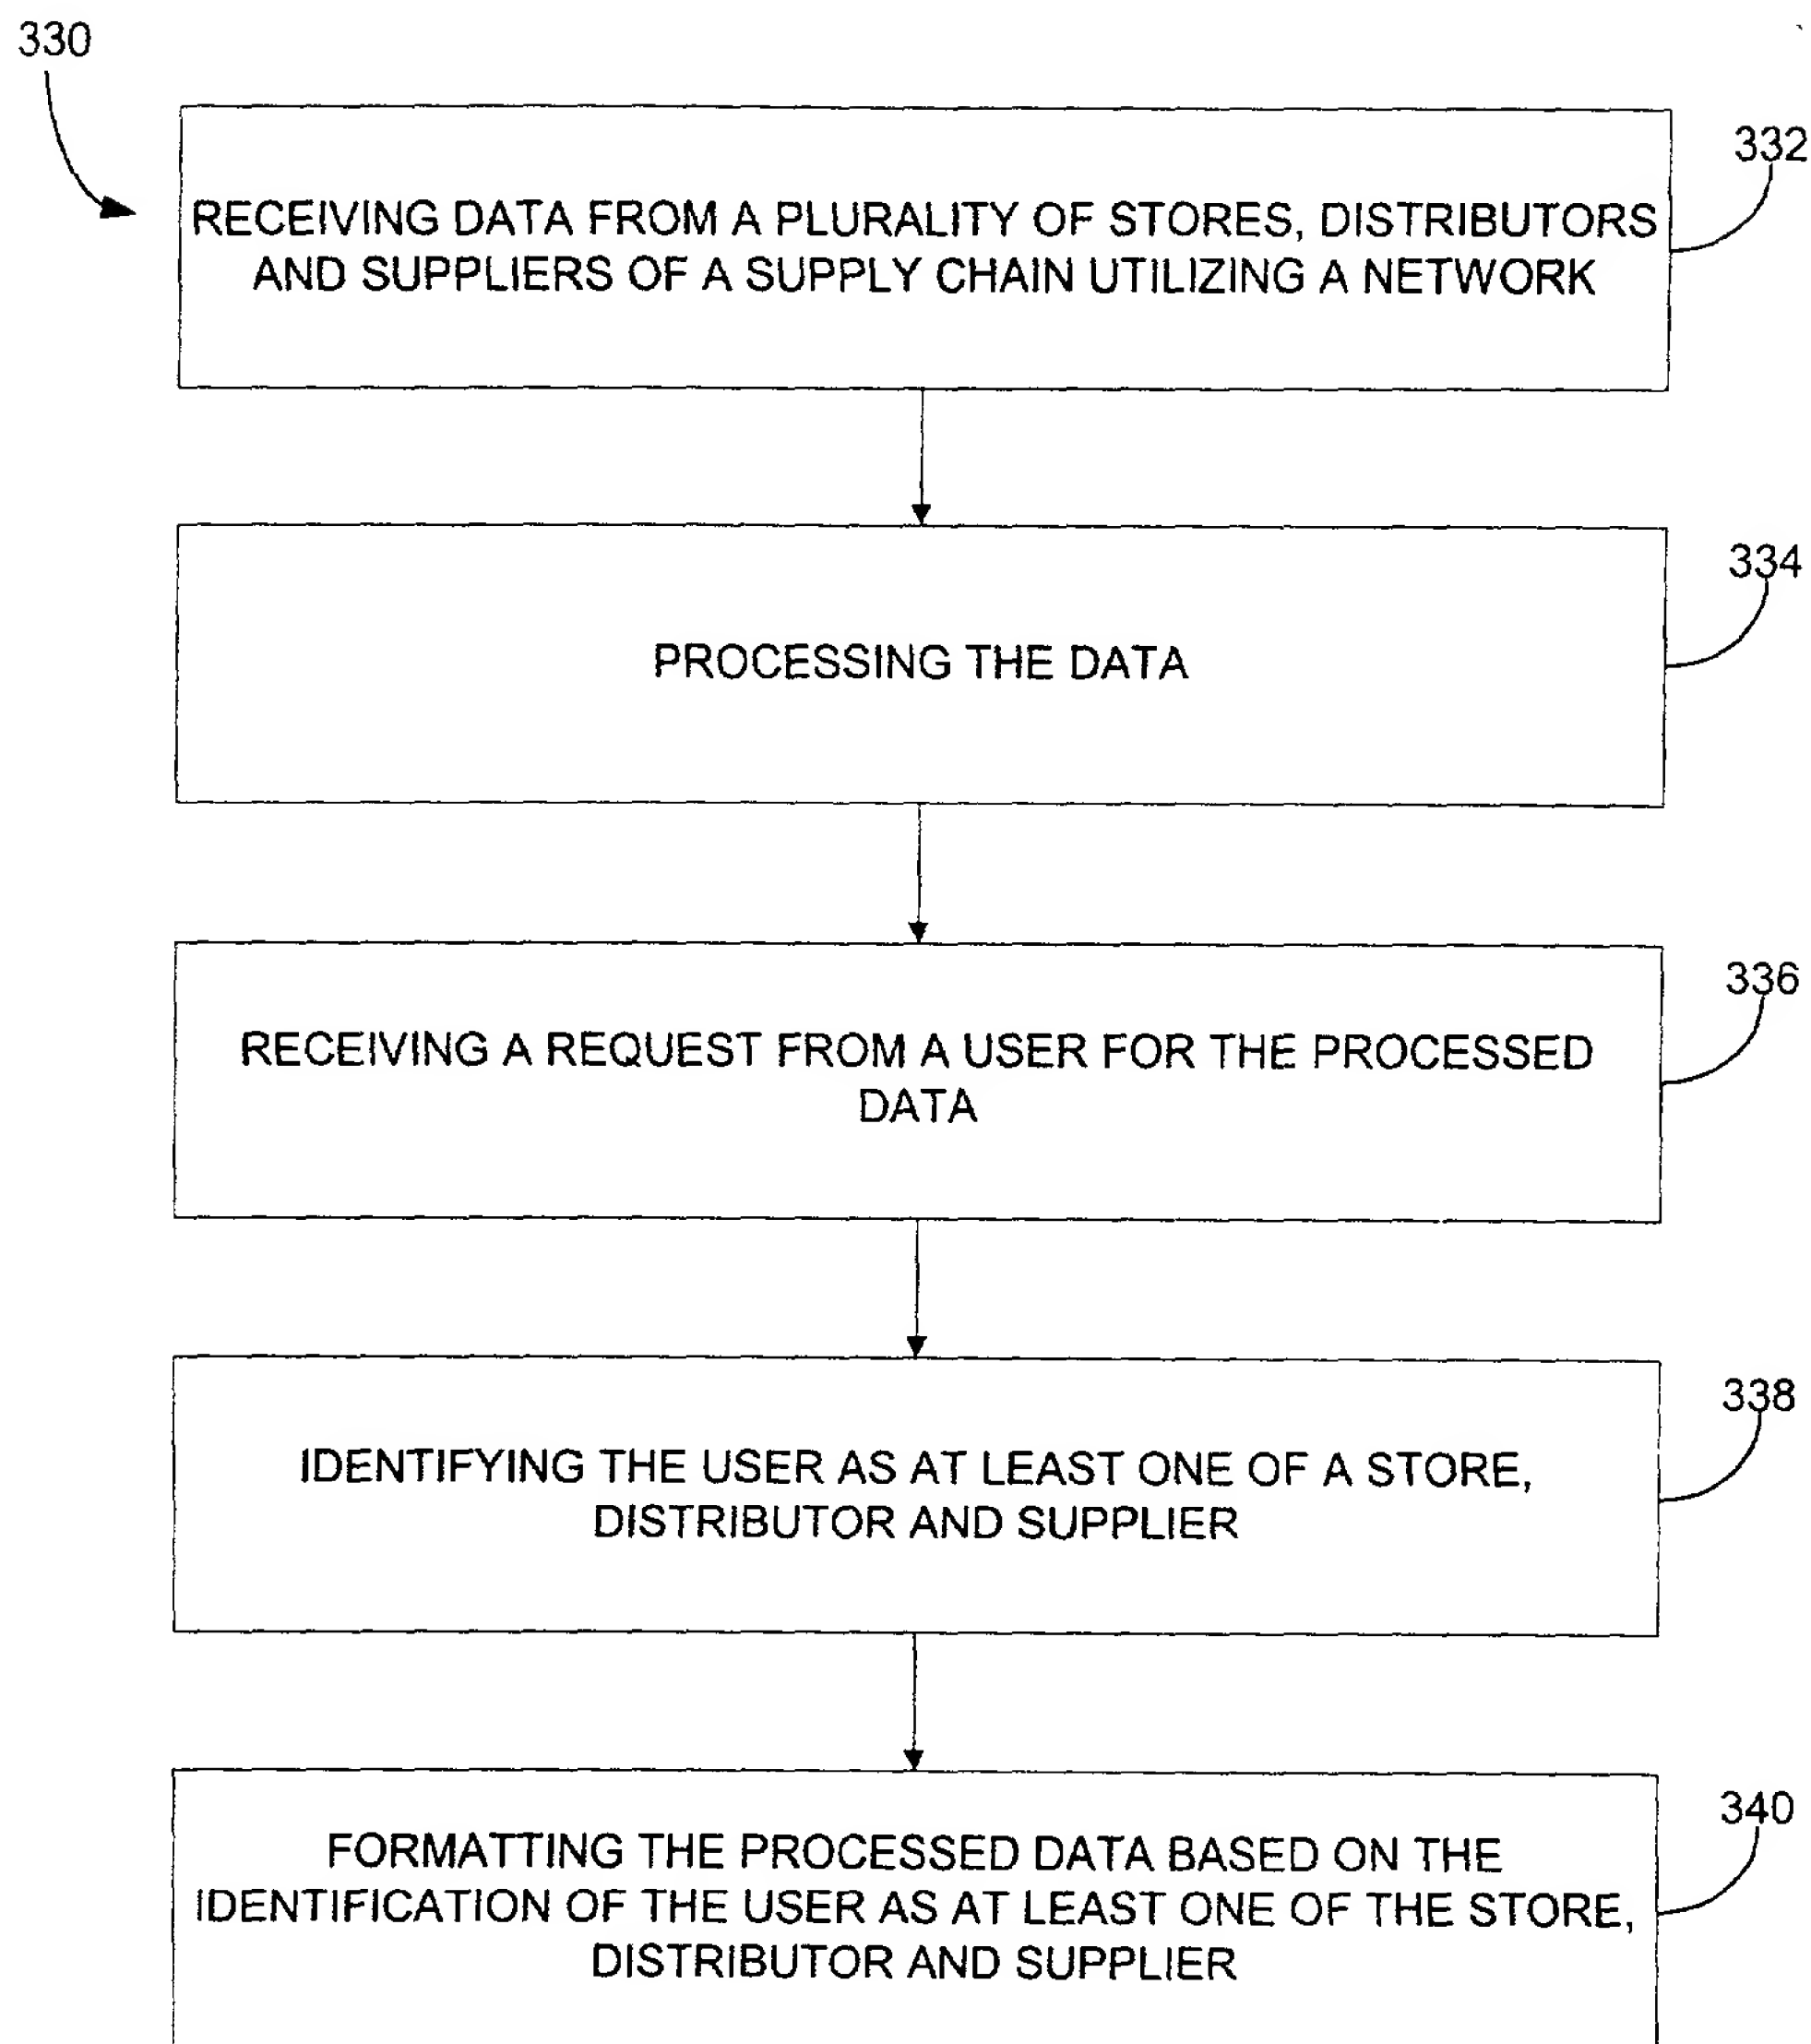 330
332
RECEIVING DATA FROM A PLURALITY OF STORES, DISTRIBUTORS
AND SUPPLIERS OF A SUPPLY CHAIN UTILIZING A NETWORK
334
PROCESSING THE DATA
336
RECEIVING A REQUEST FROM A USER FOR THE PROCESSED
DATA
338
IDENTIFYING THE USER AS AT LEAST ONE OF A STORE,
DISTRIBUTOR AND SUPPLIER
340
FORMATTING THE PROCESSED DATA BASED ON THE
IDENTIFICATION OF THE USER AS AT LEAST ONE OF THE STORE,
DISTRIBUTOR AND SUPPLIER